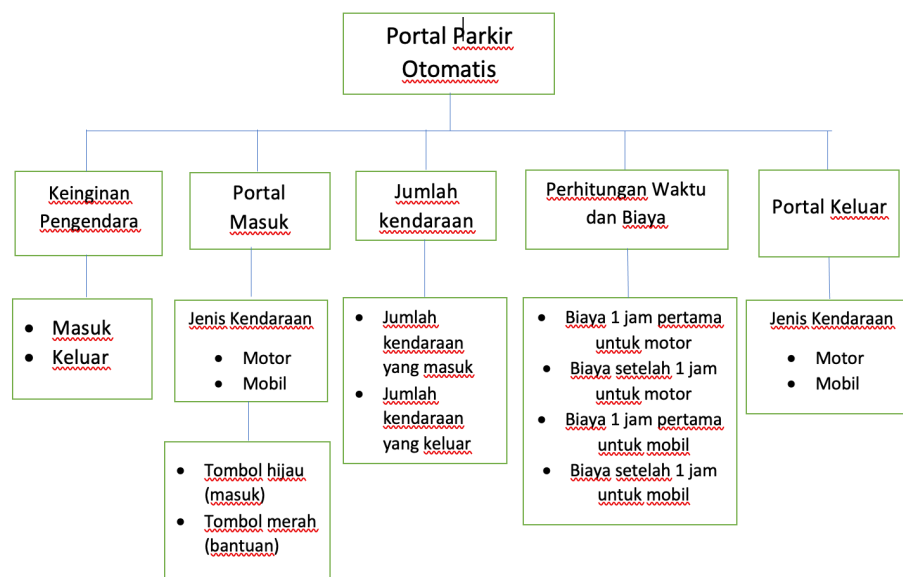 Portal Parkir
Otomatis
Keinginan
Pengendara
Portal
Masuk
Jumlah
kendaraan
Perhitungan Waktu
dan Biaya
Portal Keluar
• Masuk
• Keluar
Jenis Kendaraan
• Motor
• Mobil
• Tombol hijau
(masuk)
• Tombol merah
(bantuan)
• Jumlah
kendaraan
yang masuk
• Jumlah
kendaraan
yang keluar
• Biaya 1 jam pertama
untuk motor
• Biaya setelah 1 jam
untuk motor
• Biaya 1 jam pertama
untuk mobil
• Biaya setelah 1 jam
untuk mobil
Jenis Kendaraan
• Motor
• Mobil